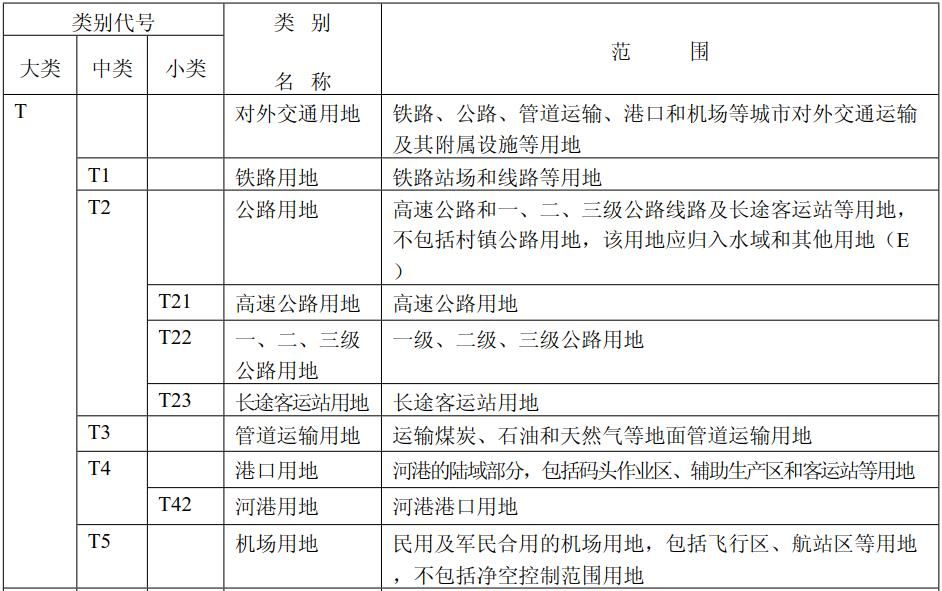 类别代号 类 别
大类 中类 小类 名 称 范 围
T 对外交通用地 铁路、公路、管道运输、港口和机场等城市对外交通运输
及其附属设施等用地
T1 铁路用地 铁路站场和线路等用地
T2 公路用地 高速公路和一、二、三级公路线路及长途客运站等用地，
不包括村镇公路用地，该用地应归入水域和其他用地（E
）
T21 高速公路用地 高速公路用地
T22 一、二、三级 一级、二级、三级公路用地
公路用地
T23 长途客运站用地 长途客运站用地
T3 管道运输用地 运输煤炭、石油和天然气等地面管道运输用地
T4 港口用地 河港的陆域部分，包括码头作业区、辅助生产区和客运站等用地
T42 河港用地 河港港口用地
T5 机场用地 民用及军民合用的机场用地，包括飞行区、航站区等用地
，不包括净空控制范围用地